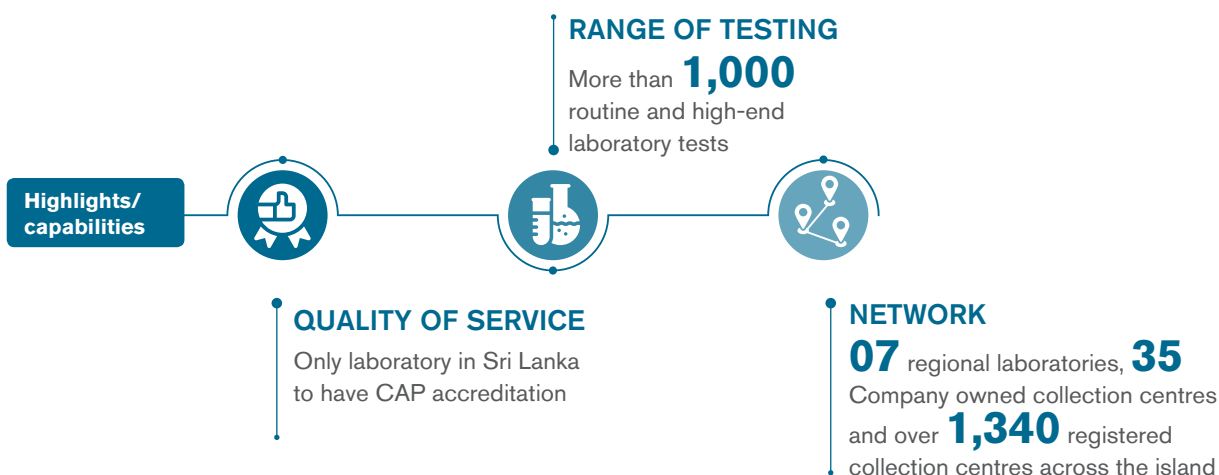 Highlights/
capabilities
QUALITY OF SERVICE
Only laboratory in Sri Lanka
to have CAP accreditation
RANGE OF TESTING
More than 1,000
routine and high-end
laboratory tests
NETWORK
07 regional laboratories, 35
Company owned collection centres
and over 1,340 registered
collection centres across the island